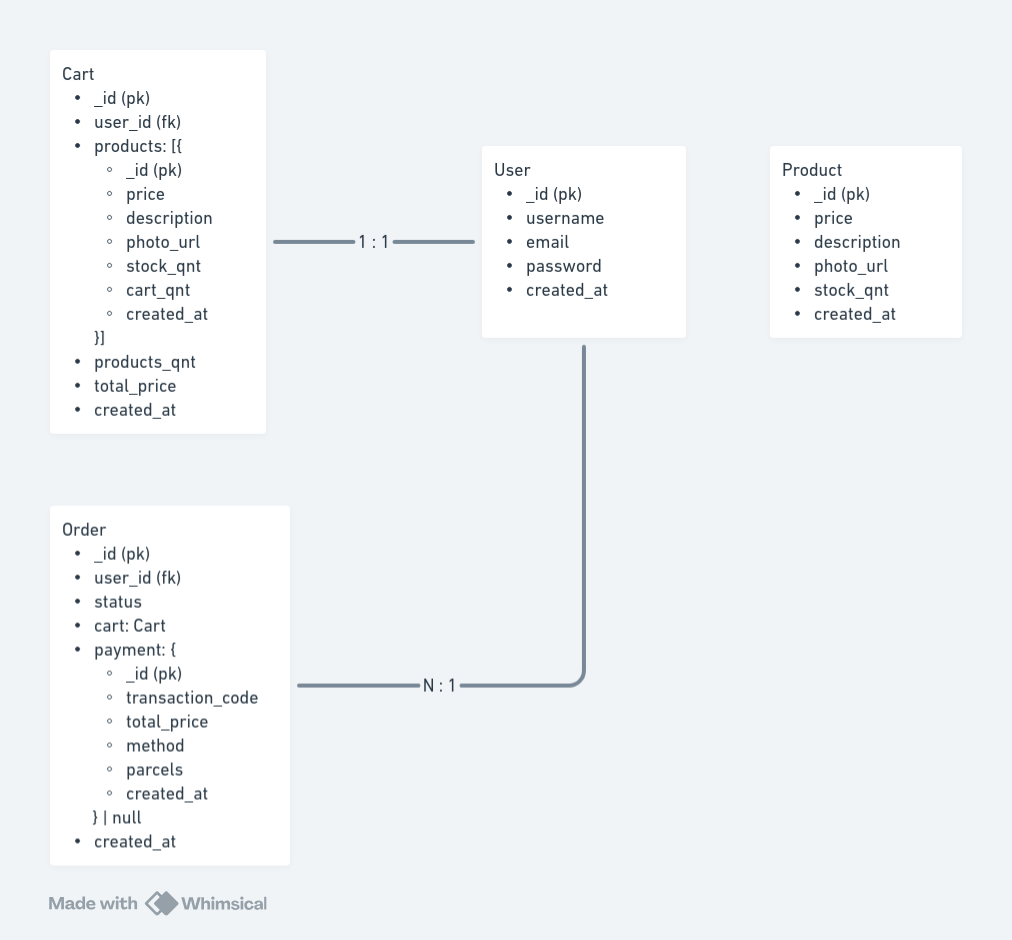 Cart
• _id (pk)
• user_id (fk)
• products: [{
◦ _id (pk)
◦ price
◦ description
◦ photo_url
◦ stock_qnt
◦ cart_qnt
◦ created_at
}]
• products_qnt
• total_price
• created_at
1 : 1
User
• _id (pk)
• username
• email
• password
• created_at
Product
• _id (pk)
• price
• description
• photo_url
• stock_qnt
• created_at
Order
• _id (pk)
• user_id (fk)
• status
• cart: Cart
• payment: {
◦ _id (pk)
◦ transaction_code
◦ total_price
◦ method
◦ parcels
◦ created_at
} | null
• created_at
N : 1
Made with Whimsical